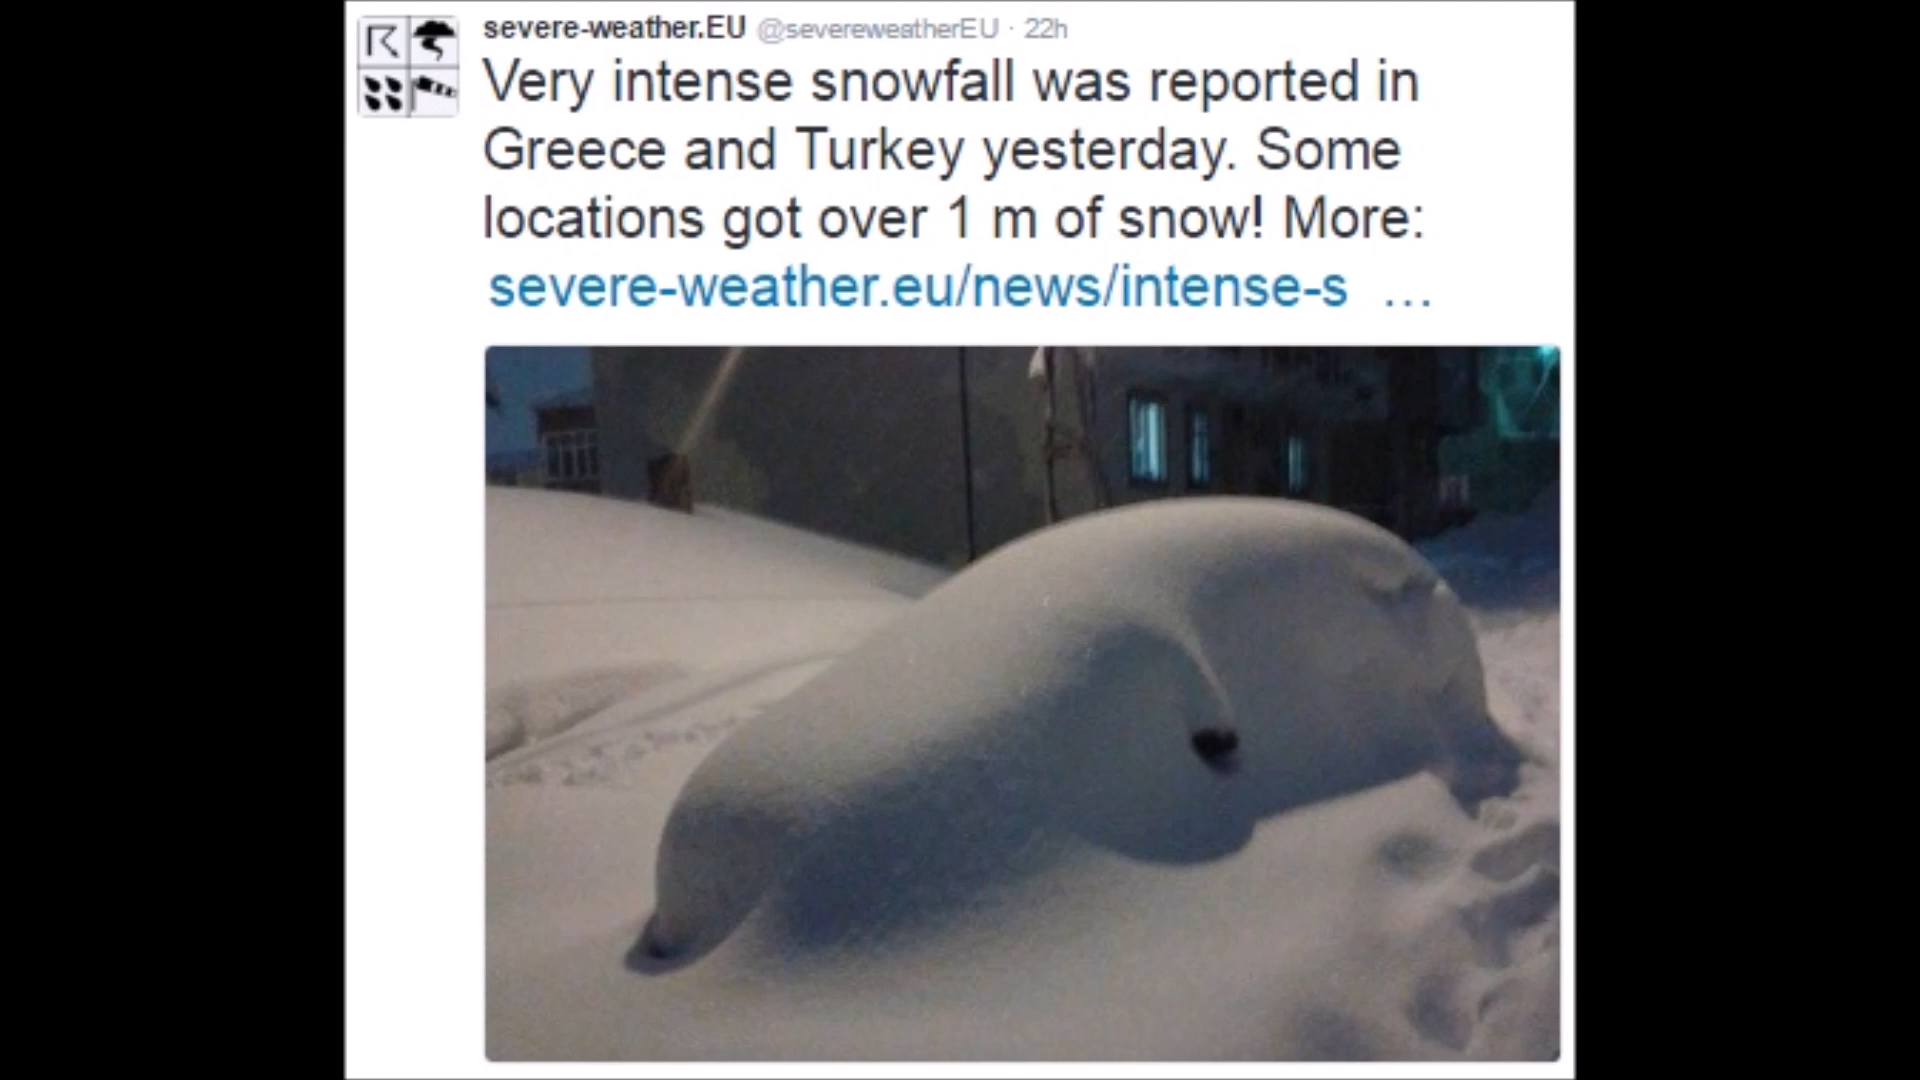 severe-weather.EU @severeweatherEU · 22h
Very intense snowfall was reported in
Greece and Turkey yesterday. Some
locations got over 1 m of snow! More:
severe-weather.eu/news/intense-s …